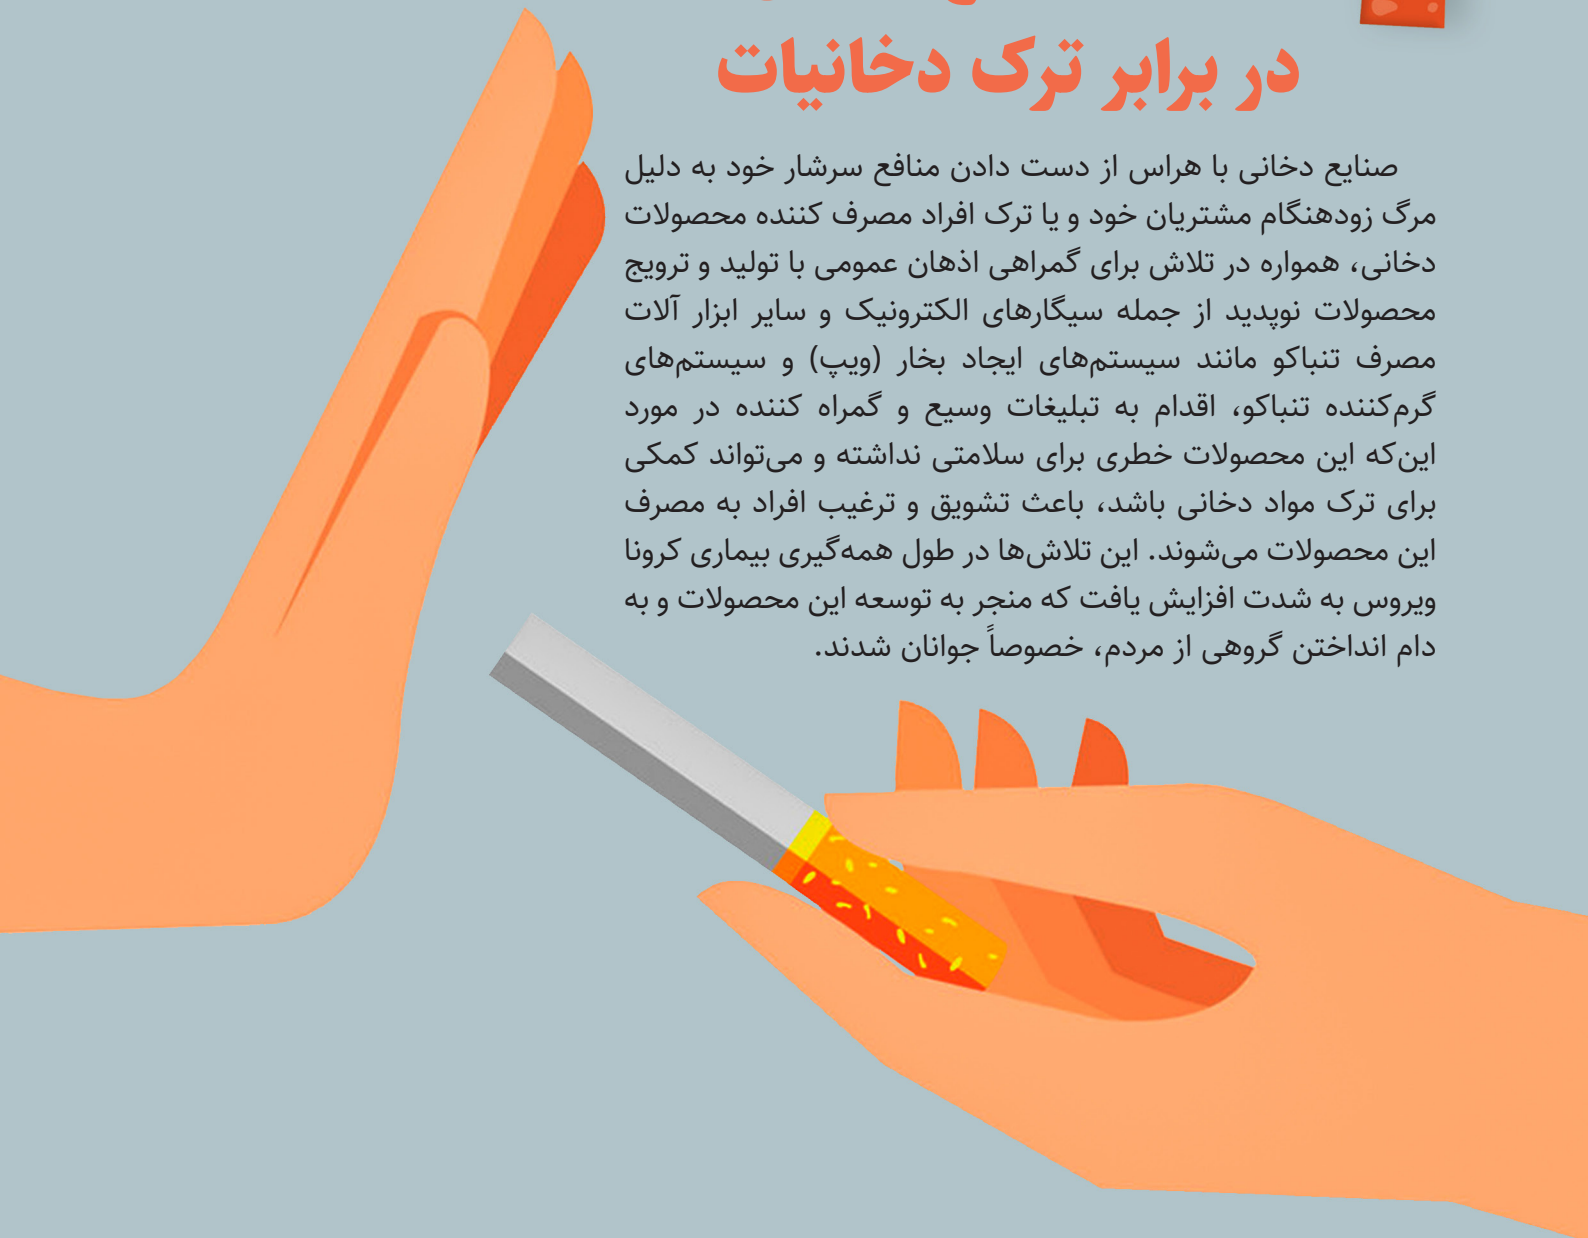 در برابر ترک دخانیات
صنایع دخانی با هراس از دست دادن منافع سرشار خود به دلیل
مرگ زودهنگام مشتریان خود و یا ترک افراد مصرف کننده محصولات
دخانی، همواره در تلاش برای گمراهی اذهان عمومی با تولید و ترویج
محصولات نوپدید از جمله سیگارهای الکترونیک و سایر ابزار آلات
مصرف تنباکو مانند سیستم‌های ایجاد بخار (ویپ) و سیستم‌های
گرم‌کننده تنباکو، اقدام به تبلیغات وسیع و گمراه کننده در مورد
این‌که این محصولات خطری برای سلامتی نداشته و می‌تواند کمکی
برای ترک مواد دخانی باشد، باعث تشویق و ترغیب افراد به مصرف
این محصولات می‌شوند. این تلاش‌ها در طول همه‌گیری بیماری کرونا
ویروس به شدت افزایش یافت که منجر به توسعه این محصولات و به
دام انداختن گروهی از مردم، خصوصاً جوانان شدند.